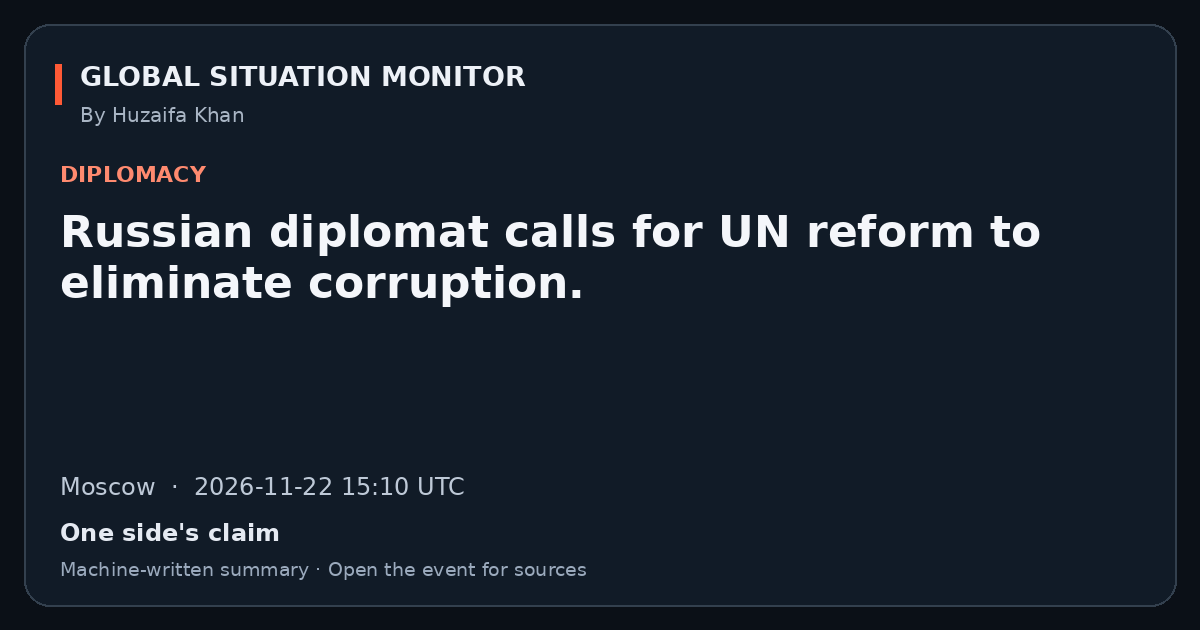 GLOBAL SITUATION MONITOR
By Huzaifa Khan
DIPLOMACY
Russian diplomat calls for UN reform to
eliminate corruption.
Moscow · 2026-11-22 15:10 UTC
One side's claim
Machine-written summary · Open the event for sources